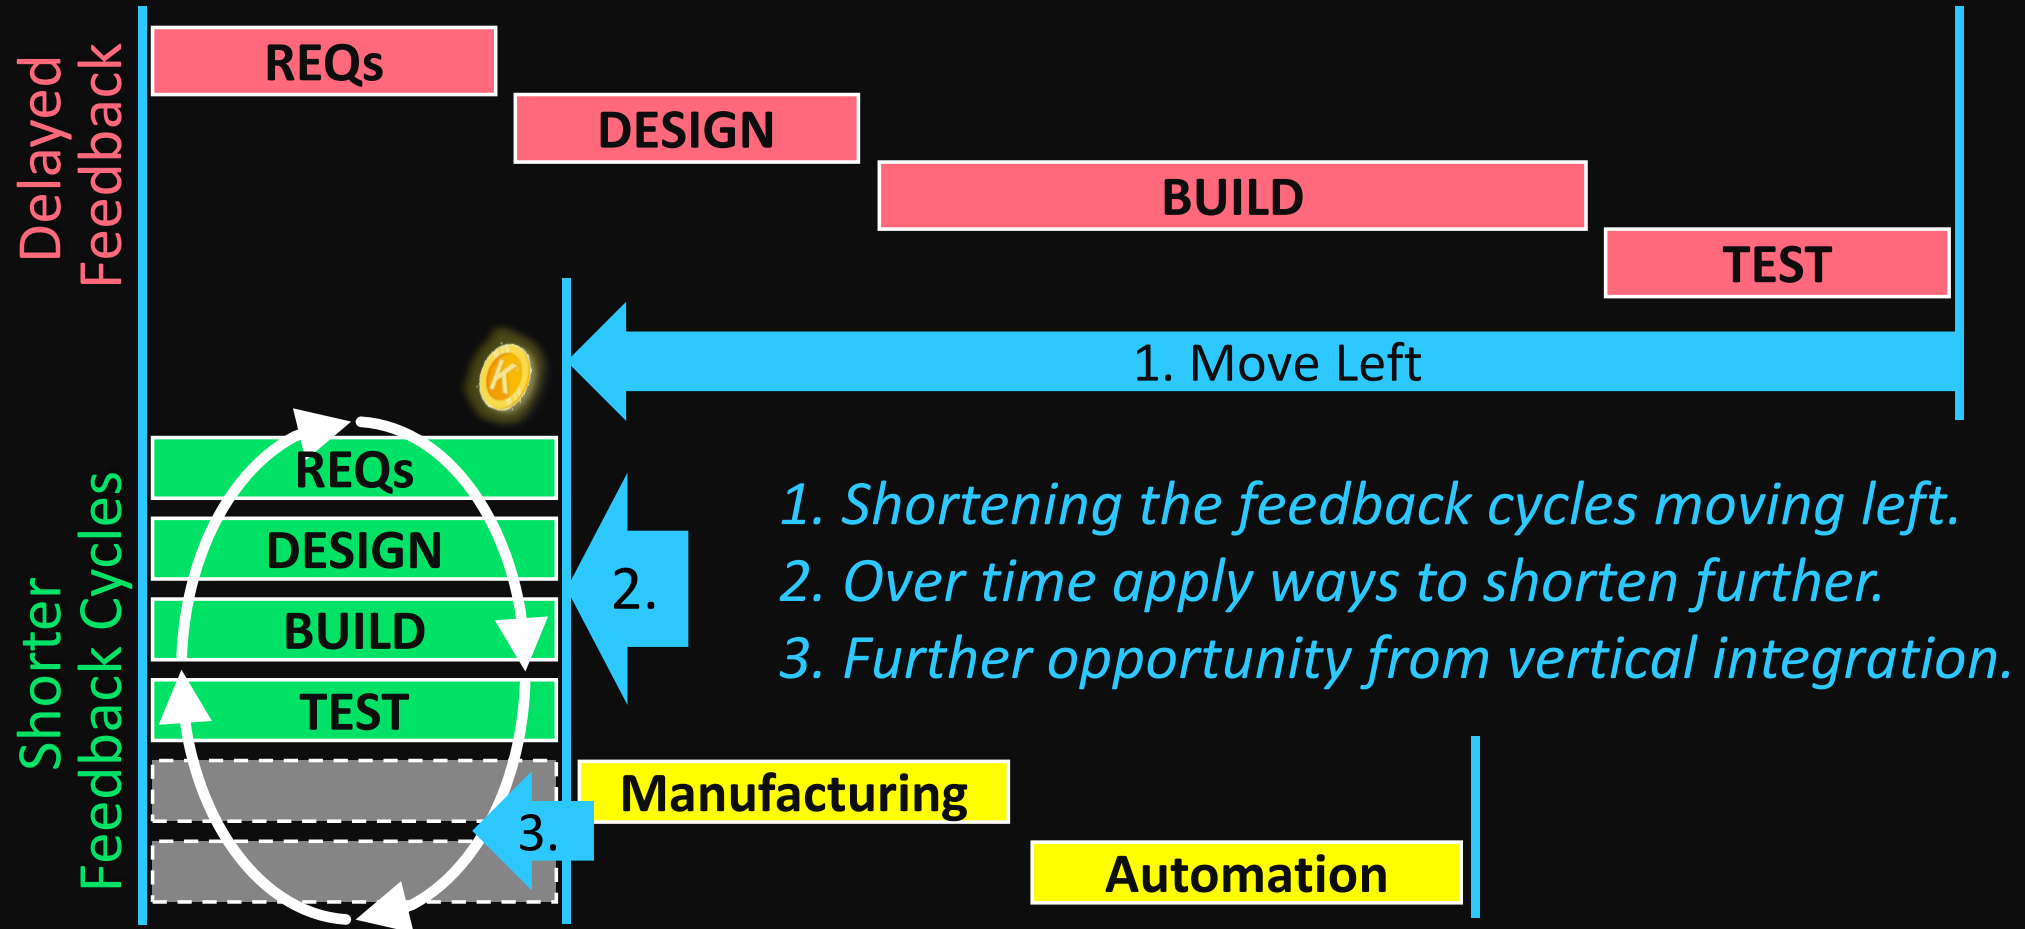 Delayed
Feedback
REQs
DESIGN
BUILD
TEST
1. Move Left
K
Shorter
Feedback Cycles
REQs
DESIGN
BUILD
TEST
2.
1. Shortening the feedback cycles moving left.
2. Over time apply ways to shorten further.
3. Further opportunity from vertical integration.
3.
Manufacturing
Automation